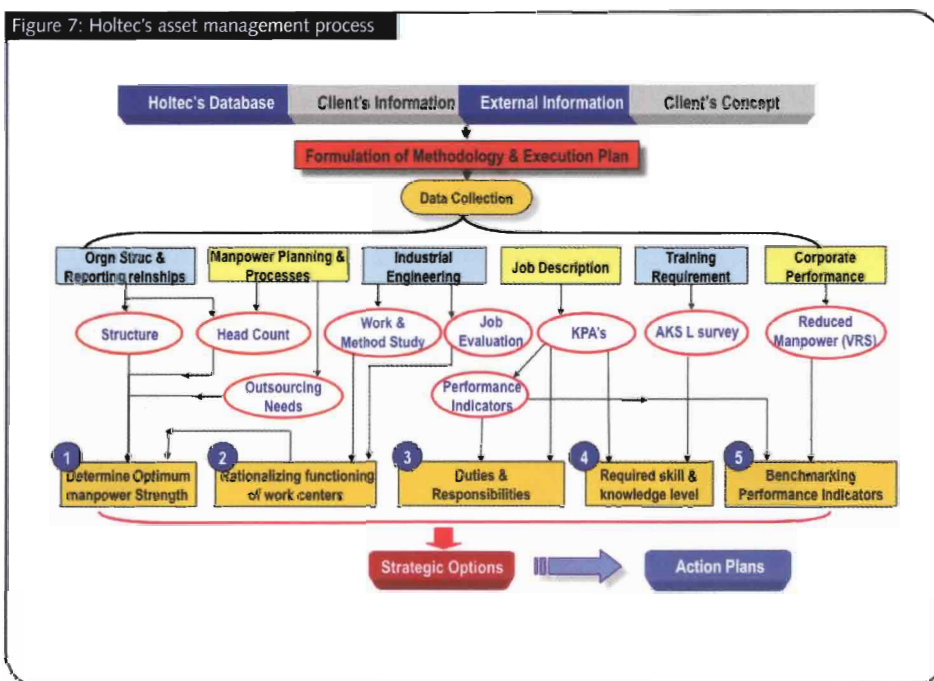 Figure 7: Holtec's asset management process
Holtec's Database
Client's Information
External Information
Client's Concept
Formulation of Methodology & Execution Plan
Data Collection
Orgn Struc &
Reporting relnships
Manpower Planning &
Processes
Industrial
Engineering
Job Description
Training
Requirement
Corporate
Performance
Structure
Head Count
Work &
Method Study
Job
Evaluation
KPA's
AKS L survey
Reduced
Manpower (VRS)
Outsourcing
Needs
Performance
Indicators
1
Determine Optimum
manpower Strength
2
Rationalizing functioning
of work centers
3
Duties &
Responsibilities
4
Required skill &
knowledge level
5
Benchmarking
Performance Indicators
Strategic Options
Action Plans